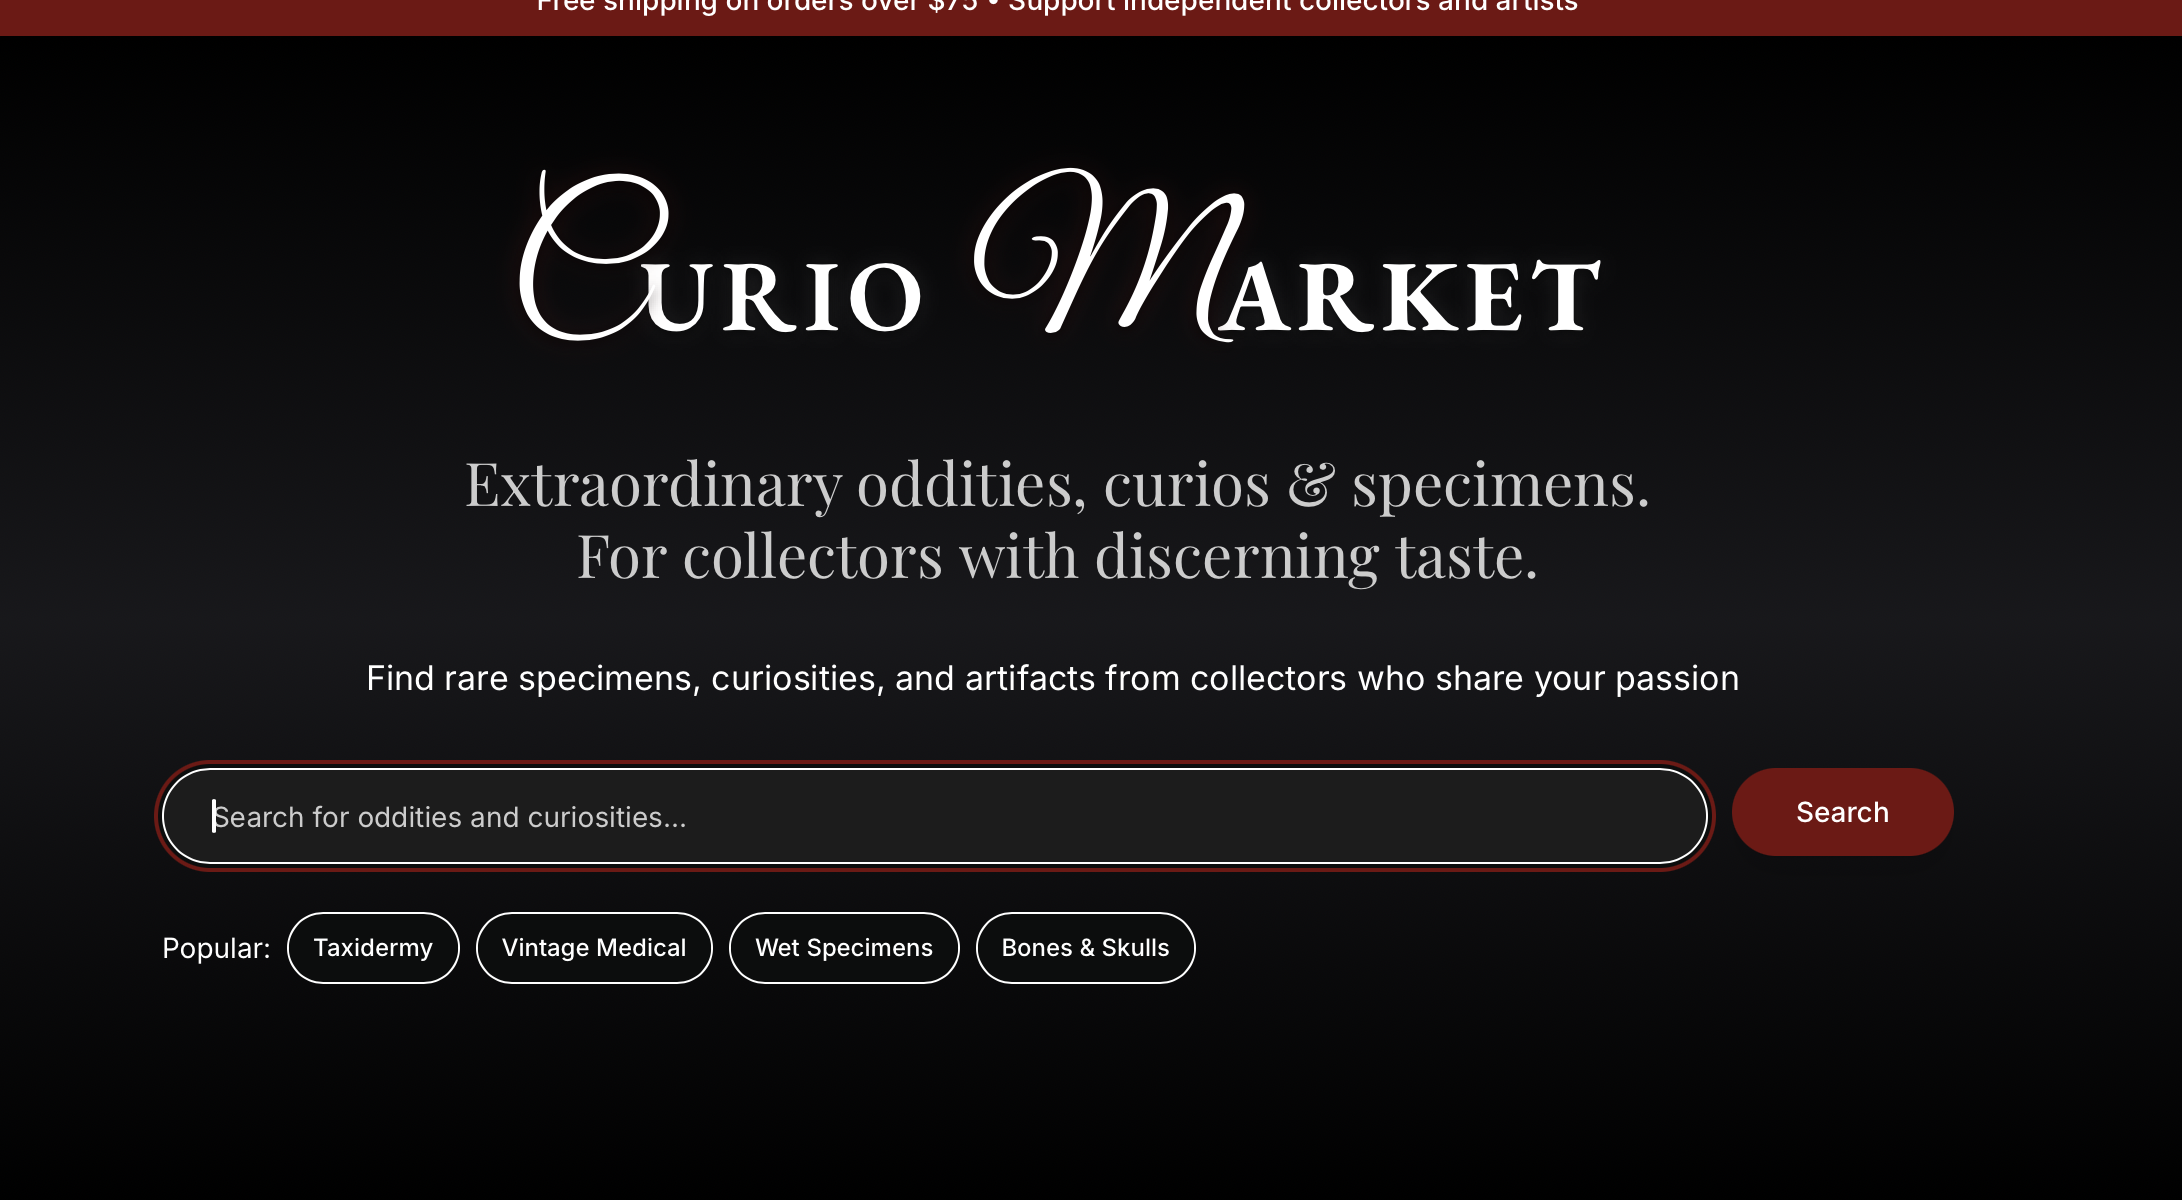 Free shipping on orders over $75 • Support independent collectors and artists
CURIO MARKET
Extraordinary oddities, curios & specimens.
For collectors with discerning taste.
Find rare specimens, curiosities, and artifacts from collectors who share your passion
Search for oddities and curiosities...
Search
Popular:
Taxidermy
Vintage Medical
Wet Specimens
Bones & Skulls